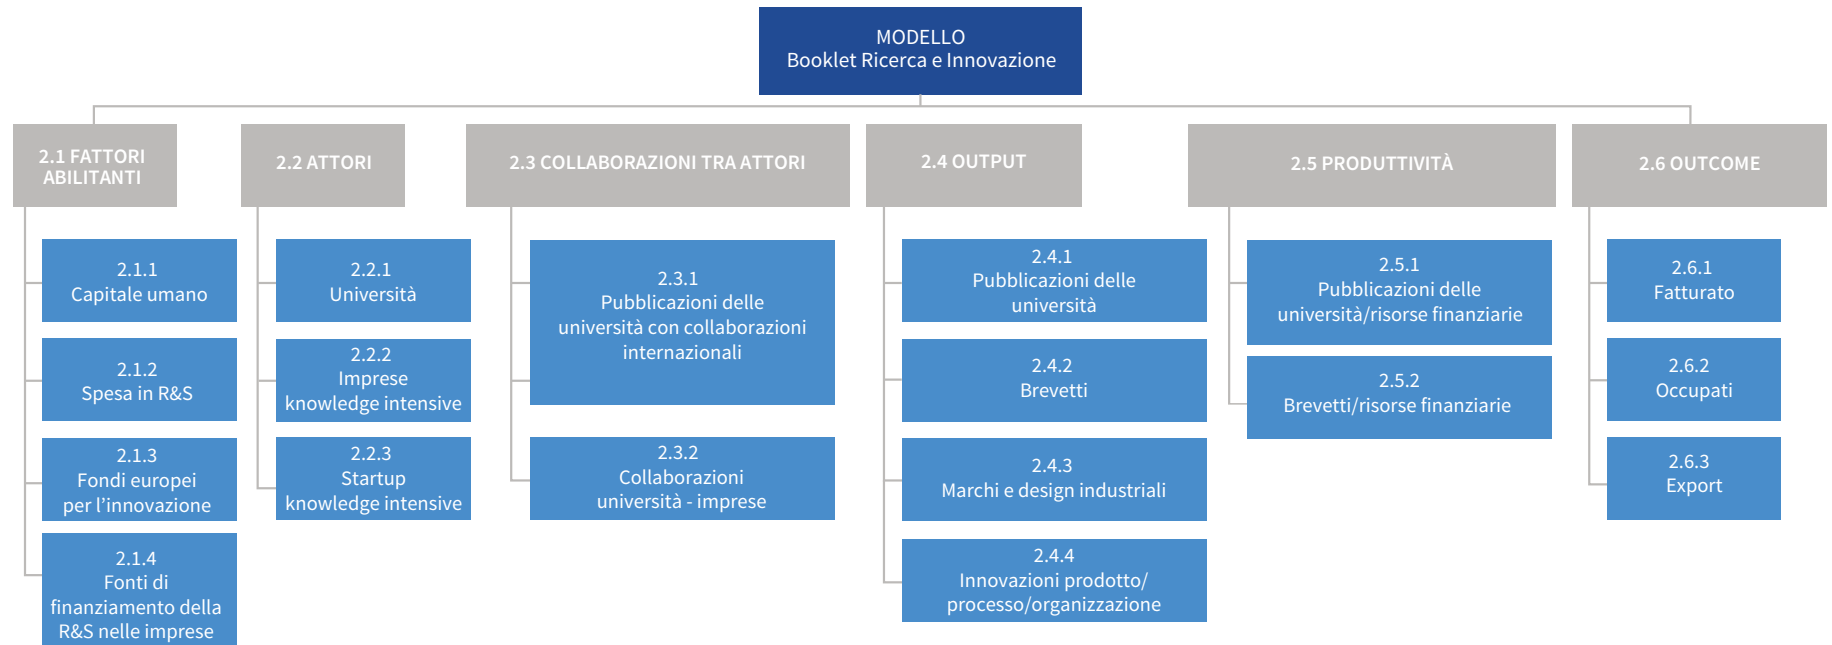 MODELLO
Booklet Ricerca e Innovazione
2.1 FATTORI
ABILITANTI
2.1.1
Capitale umano
2.1.2
Spesa in R&S
2.1.3
Fondi europei
per l’innovazione
2.1.4
Fonti di
finanziamento della
R&S nelle imprese
2.2 ATTORI
2.2.1
Università
2.2.2
Imprese
knowledge intensive
2.2.3
Startup
knowledge intensive
2.3 COLLABORAZIONI TRA ATTORI
2.3.1
Pubblicazioni delle
università con collaborazioni
internazionali
2.3.2
Collaborazioni
università - imprese
2.4 OUTPUT
2.4.1
Pubblicazioni delle
università
2.4.2
Brevetti
2.4.3
Marchi e design industriali
2.4.4
Innovazioni prodotto/
processo/organizzazione
2.5 PRODUTTIVITÀ
2.5.1
Pubblicazioni delle
università/risorse finanziarie
2.5.2
Brevetti/risorse finanziarie
2.6 OUTCOME
2.6.1
Fatturato
2.6.2
Occupati
2.6.3
Export